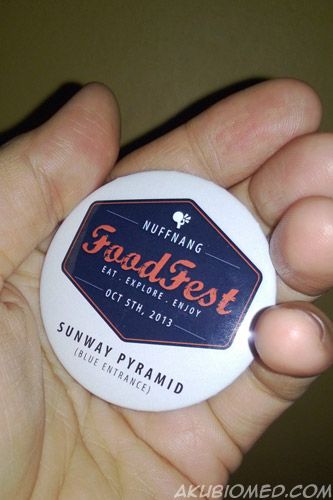 NUFFNANG
FoodFest
EAT . EXPLORE . ENJOY
OCT 5TH, 2013
SUNWAY PYRAMID
(BLUE ENTRANCE)
AKUBIOMED.COM